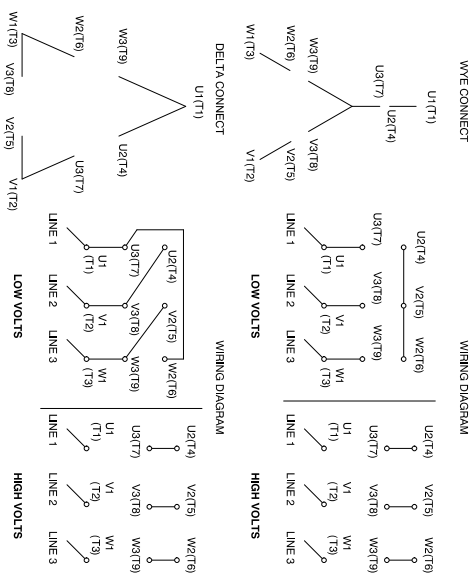 WYE CONNECT
U1(T1)
U3(T7)
U2(T4)
W3(T9)
V3(T8)
W2(T6)
V2(T5)
W1(T3)
V1(T2)
WIRING DIAGRAM
U2(T4) V2(T5) W2(T6)
U3(T7) V3(T8) W3(T9)
U1 V1 W1
(T1) (T2) (T3)
LINE 1 LINE 2 LINE 3
LOW VOLTS
U2(T4) V2(T5) W2(T6)
U3(T7) V3(T8) W3(T9)
U1 V1 W1
(T1) (T2) (T3)
LINE 1 LINE 2 LINE 3
HIGH VOLTS
DELTA CONNECT
U1(T1)
W3(T9) U2(T4)
W2(T6) U3(T7)
W1(T3) V3(T8) V2(T5) V1(T2)
WIRING DIAGRAM
U2(T4) V2(T5) W2(T6)
U3(T7) V3(T8) W3(T9)
U1 V1 W1
(T1) (T2) (T3)
LINE 1 LINE 2 LINE 3
LOW VOLTS
U2(T4) V2(T5) W2(T6)
U3(T7) V3(T8) W3(T9)
U1 V1 W1
(T1) (T2) (T3)
LINE 1 LINE 2 LINE 3
HIGH VOLTS